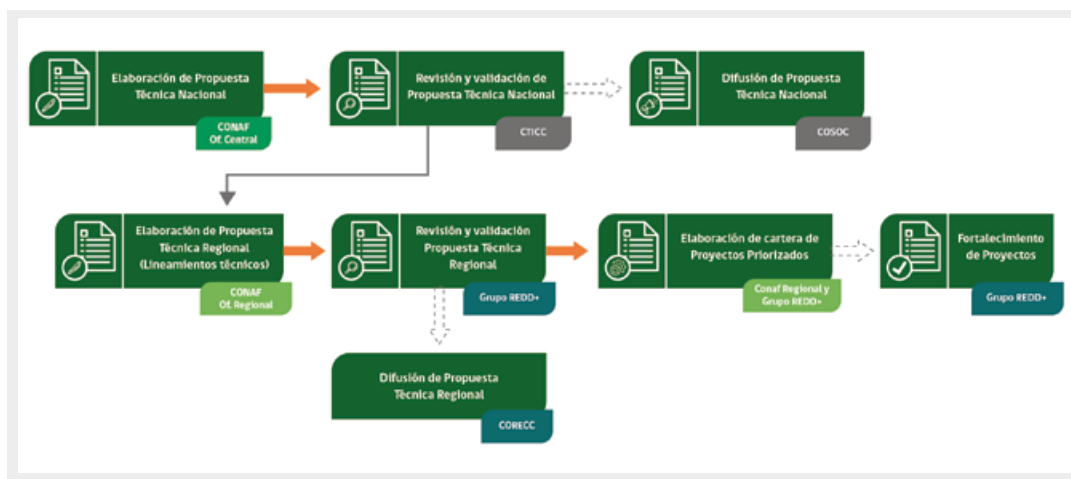 Elaboración de Propuesta
Técnica Nacional
CONAF
Of. Central
Revisión y validación de
Propuesta Técnica Nacional
CTICC
Difusión de Propuesta
Técnica Nacional
COSOC
Elaboración de Propuesta
Técnica Regional
(Lineamientos técnicos)
CONAF
Of. Regional
Revisión y validación
Propuesta Técnica
Regional
Grupo REDD+
Elaboración de cartera de
Proyectos Priorizados
Conaf Regional y
Grupo REDD+
Fortalecimiento
de Proyectos
Grupo REDD+
Difusión de Propuesta
Técnica Regional
CORECC